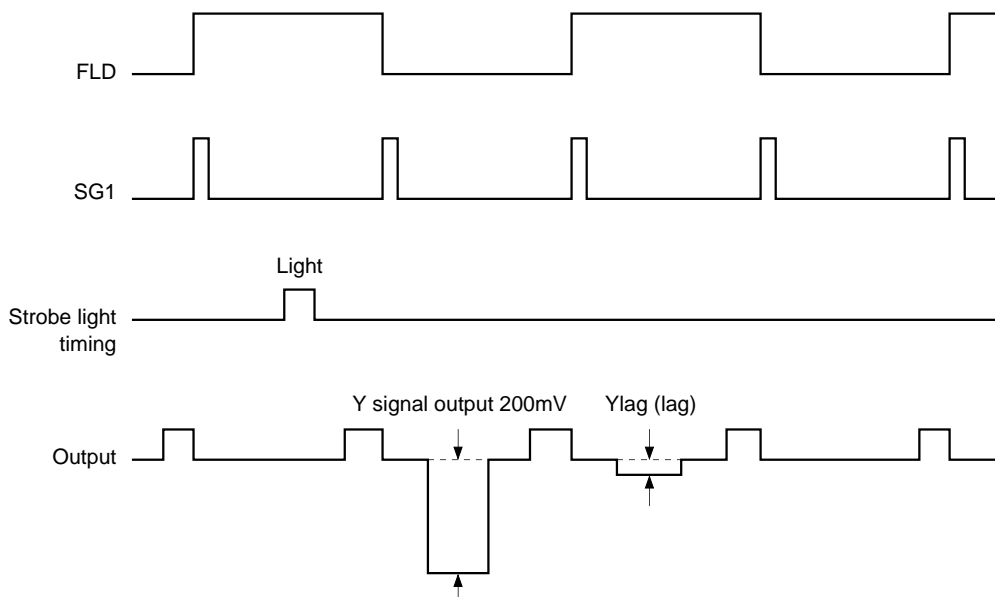 FLD
SG1
Light
Strobe light
timing
Y signal output 200mV
Ylag (lag)
Output